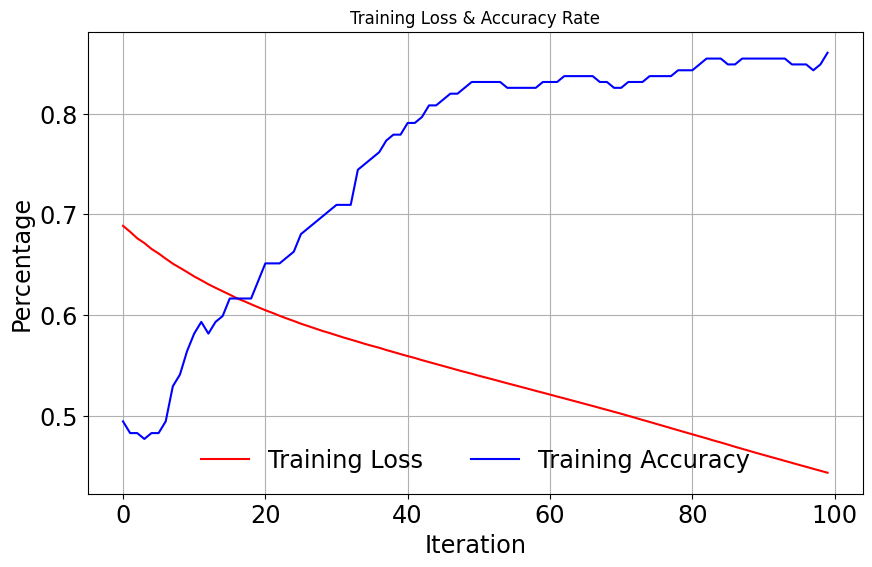 Training Loss & Accuracy Rate
Percentage
0.8
0.7
0.6
0.5
Training Loss Training Accuracy
0 20 40 60 80 100
Iteration